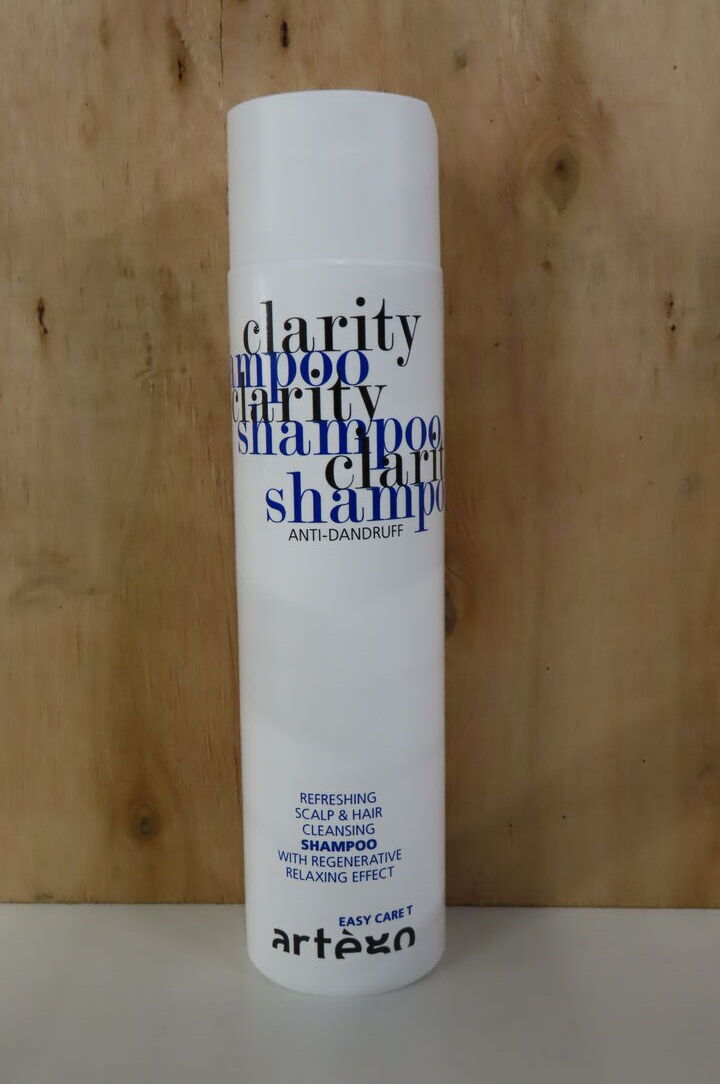 clarity
ampoo
clarity
shampoo
clarit
shampo
ANTI-DANDRUFF
REFRESHING
SCALP & HAIR
CLEANSING
SHAMPOO
WITH REGENERATIVE
RELAXING EFFECT
EASY CARE T
artègo